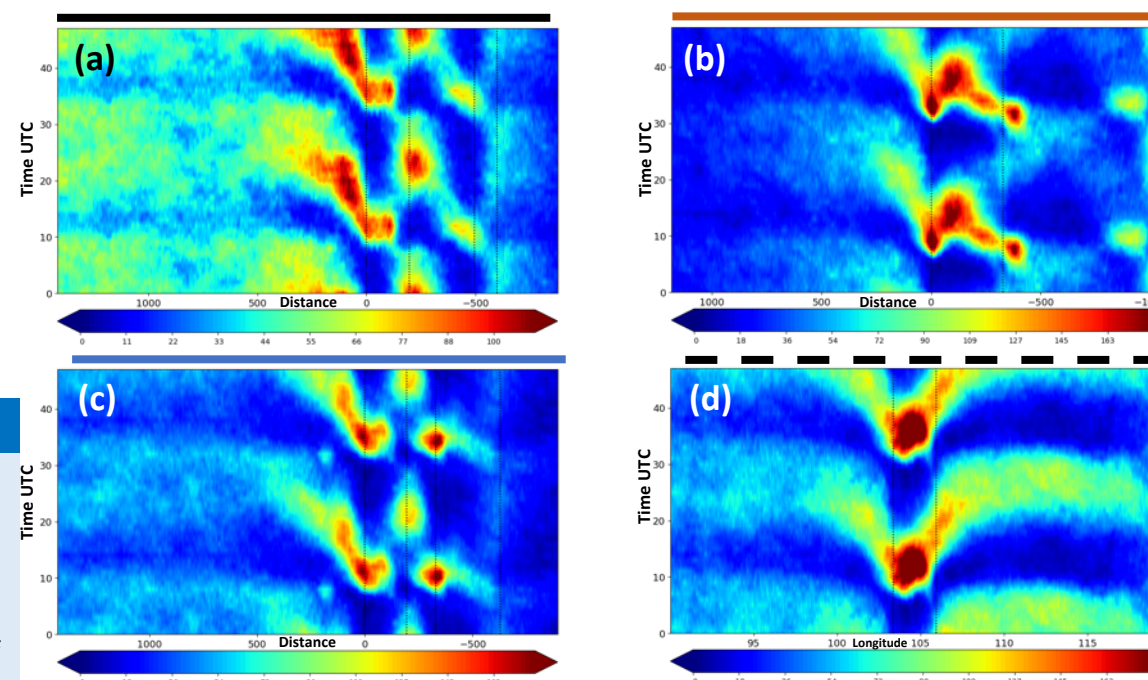 (a)
Time UTC
40
30
20
10
0
1000 500 Distance 0 −500
0 11 22 33 44 55 66 77 88 100
(b)
Time UTC
40
30
20
10
0
1000 500 Distance 0 −500
0 18 36 54 72 90 109 127 145 163
(c)
Time UTC
40
30
20
10
0
1000 500 Distance 0 −500
(d)
Time UTC
40
30
20
10
0
95 100 Longitude 105 110 115